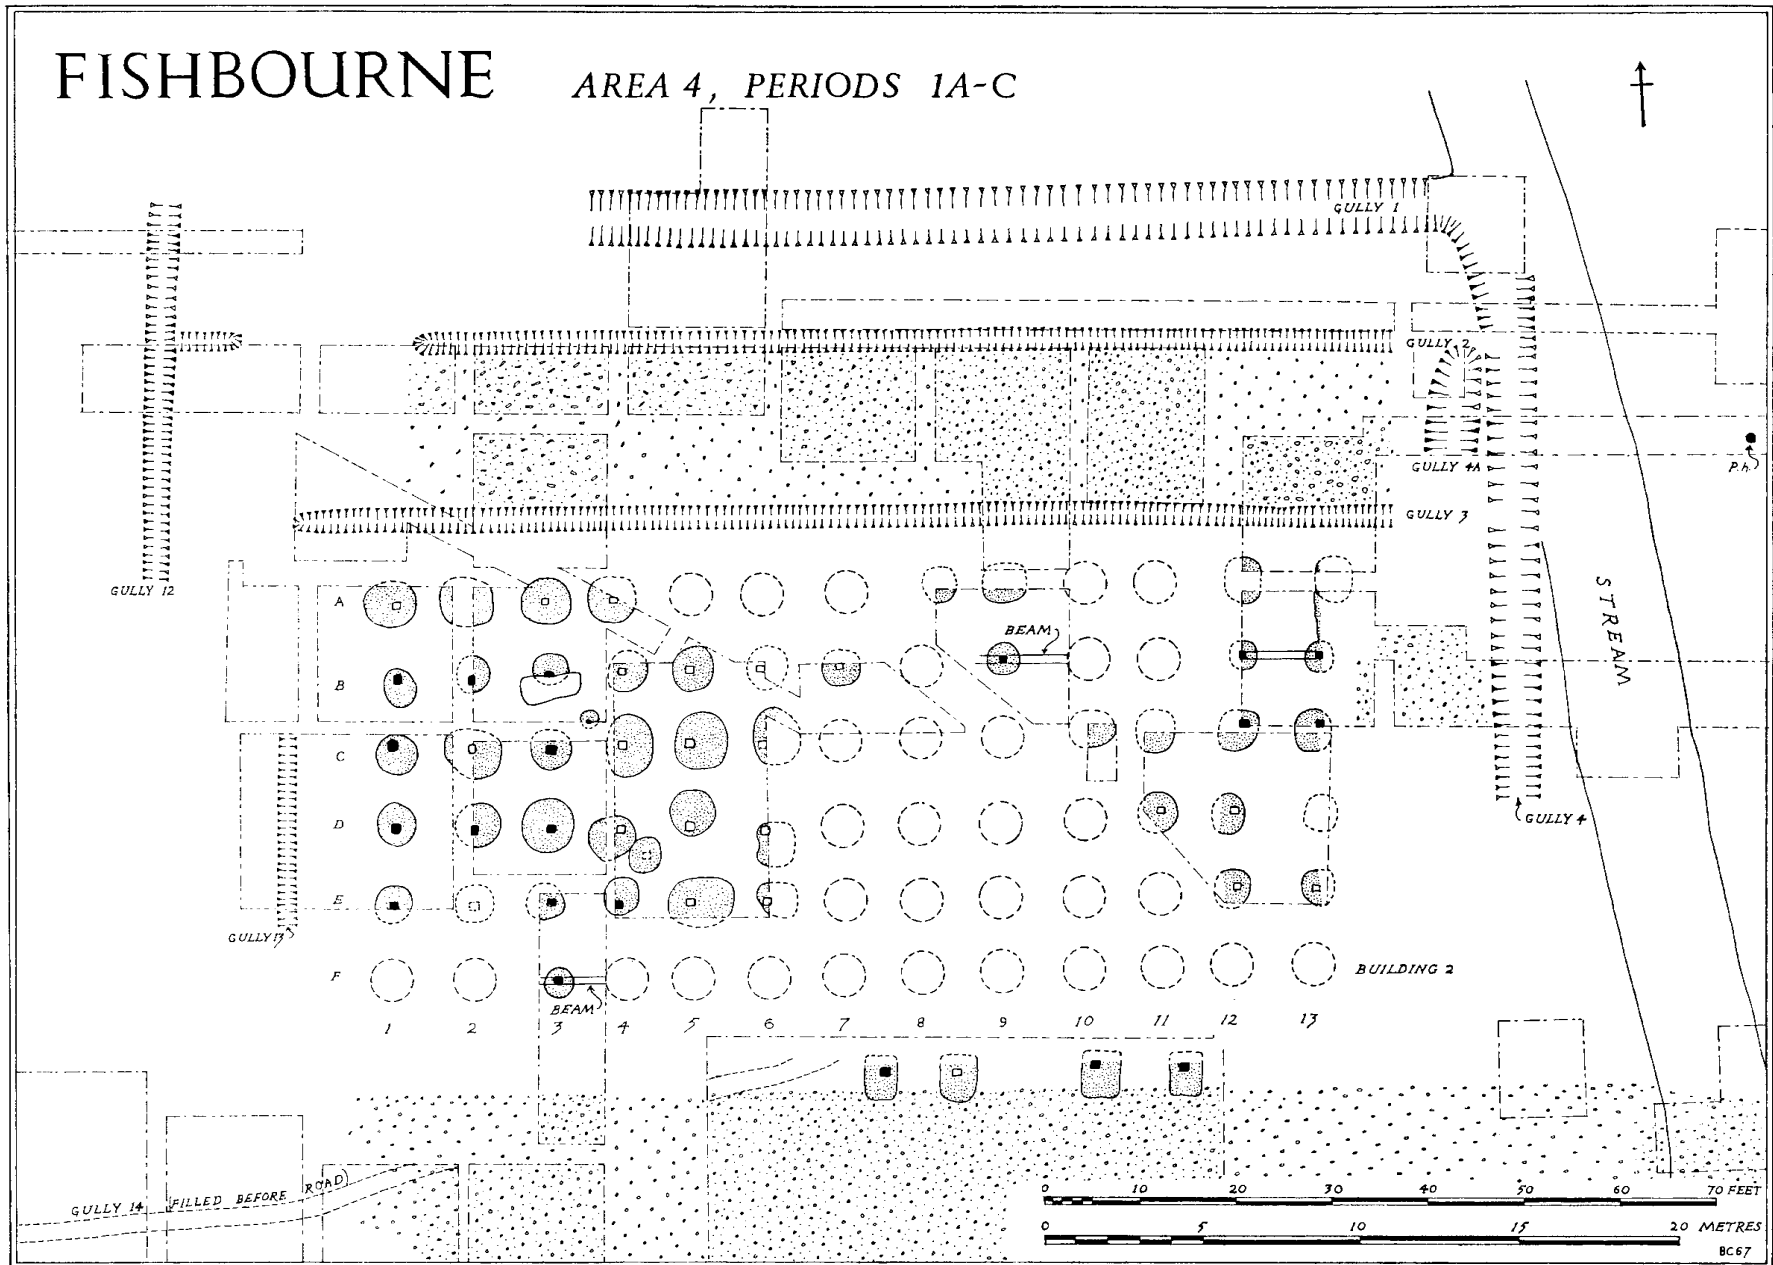 FISHBOURNE AREA 4, PERIODS 1A-C
GULLY 1
GULLY 2
GULLY 4A
P.h.
GULLY 3
GULLY 12
A
BEAM
STREAM
B
C
D
GULLY 4
E
GULLY 13
F
BUILDING 2
BEAM
1 2 3 4 5 6 7 8 9 10 11 12 13
GULLY 14 (FILLED BEFORE ROAD)
0 10 20 30 40 50 60 70 FEET
0 5 10 15 20 METRES
BC67